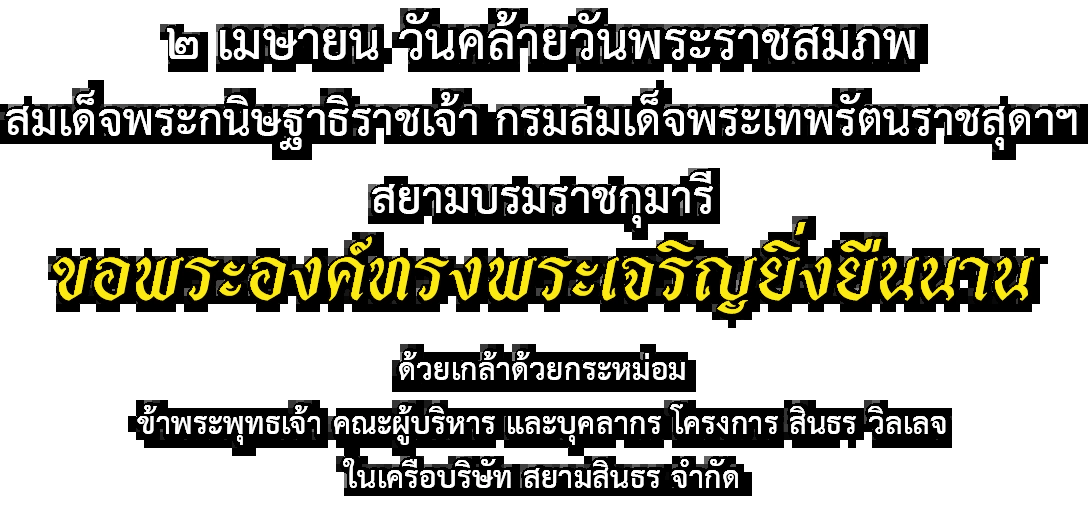 ๒ เมษายน วันคล้ายวันพระราชสมภพ
สมเด็จพระกนิษฐาธิราชเจ้า กรมสมเด็จพระเทพรัตนราชสุดาฯ
สยามบรมราชกุมารี
ขอพระองค์ทรงพระเจริญยิ่งยืนนาน
ด้วยเกล้าด้วยกระหม่อม
ข้าพระพุทธเจ้า คณะผู้บริหาร และบุคลากร โครงการ สินธร วิลเลจ
ในเครือบริษัท สยามสินธร จำกัด